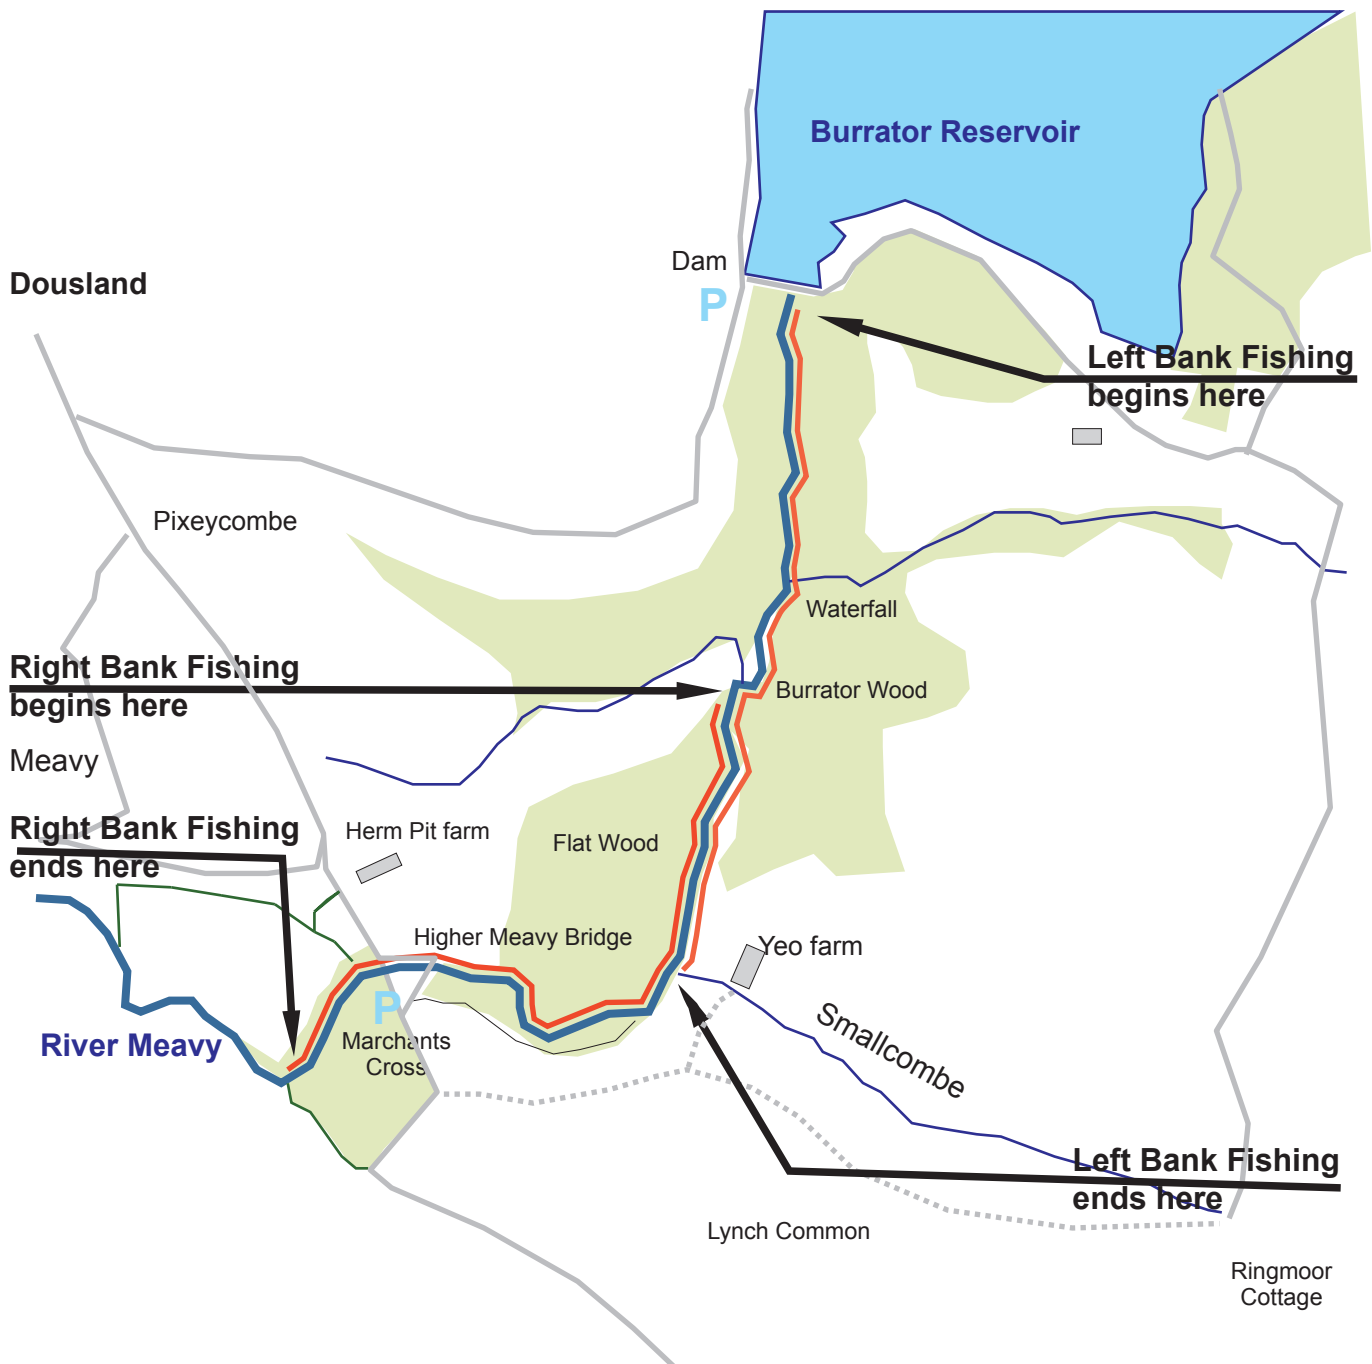 Burrator Reservoir
Dam
P
Dousland
Left Bank Fishing
begins here
Pixeycombe
Waterfall
Right Bank Fishing
begins here
Burrator Wood
Meavy
Right Bank Fishing
ends here
Herm Pit farm
Flat Wood
Higher Meavy Bridge
Yeo farm
P
River Meavy
Marchants
Cross
Smallcombe
Left Bank Fishing
ends here
Lynch Common
Ringmoor
Cottage